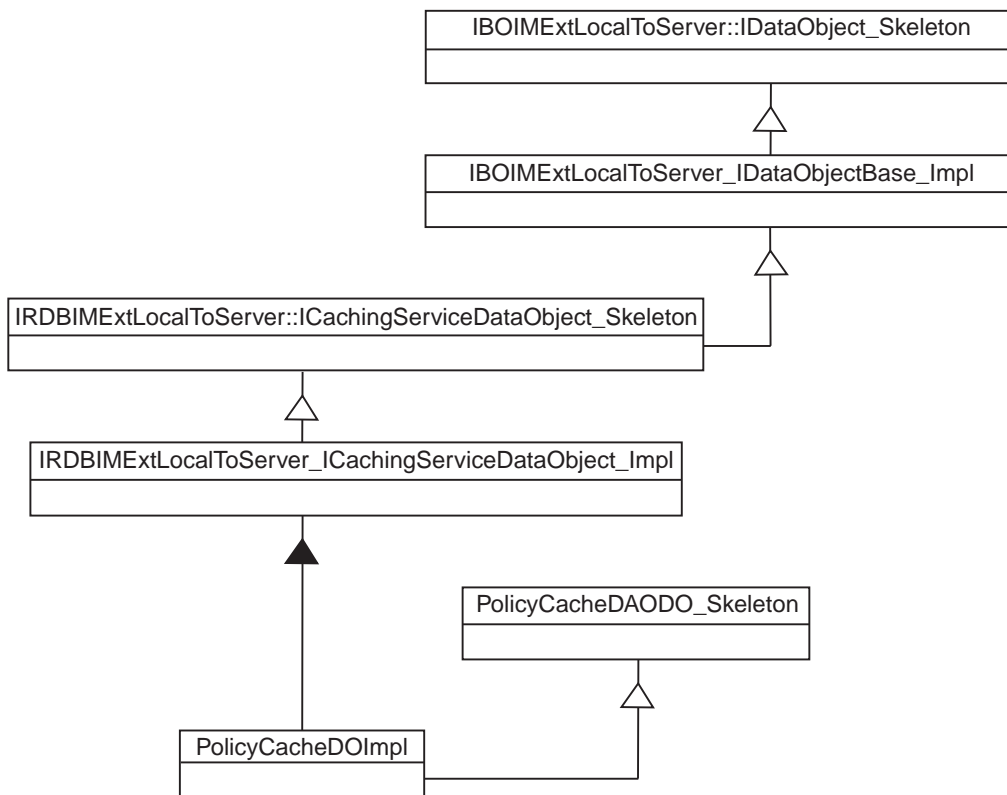 IBOIMExtLocalToServer::IDataObject_Skeleton
IBOIMExtLocalToServer_IDataObjectBase_Impl
IRDBIMExtLocalToServer::ICachingServiceDataObject_Skeleton
IRDBIMExtLocalToServer_ICachingServiceDataObject_Impl
PolicyCacheDAODO_Skeleton
PolicyCacheDOImpl